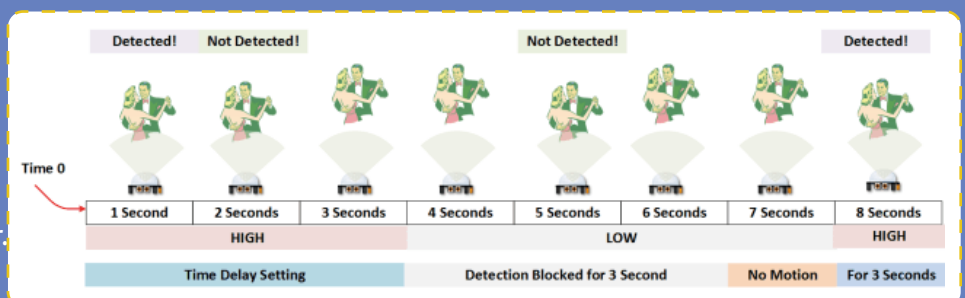 Detected! Not Detected! Not Detected! Detected!
Time 0
1 Second 2 Seconds 3 Seconds 4 Seconds 5 Seconds 6 Seconds 7 Seconds 8 Seconds
HIGH LOW HIGH
Time Delay Setting Detection Blocked for 3 Second No Motion For 3 Seconds